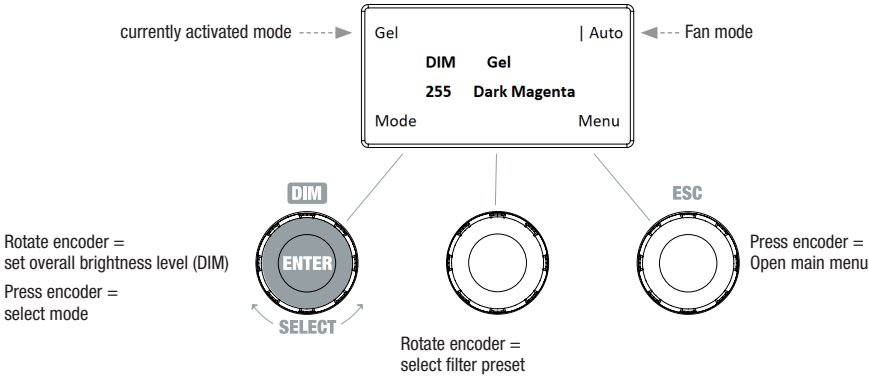 currently activated mode
Gel
| Auto
Fan mode
DIM Gel
255 Dark Magenta
Mode
Menu
DIM
ESC
Rotate encoder =
set overall brightness level (DIM)
Press encoder =
select mode
ENTER
SELECT
Rotate encoder =
select filter preset
Press encoder =
Open main menu